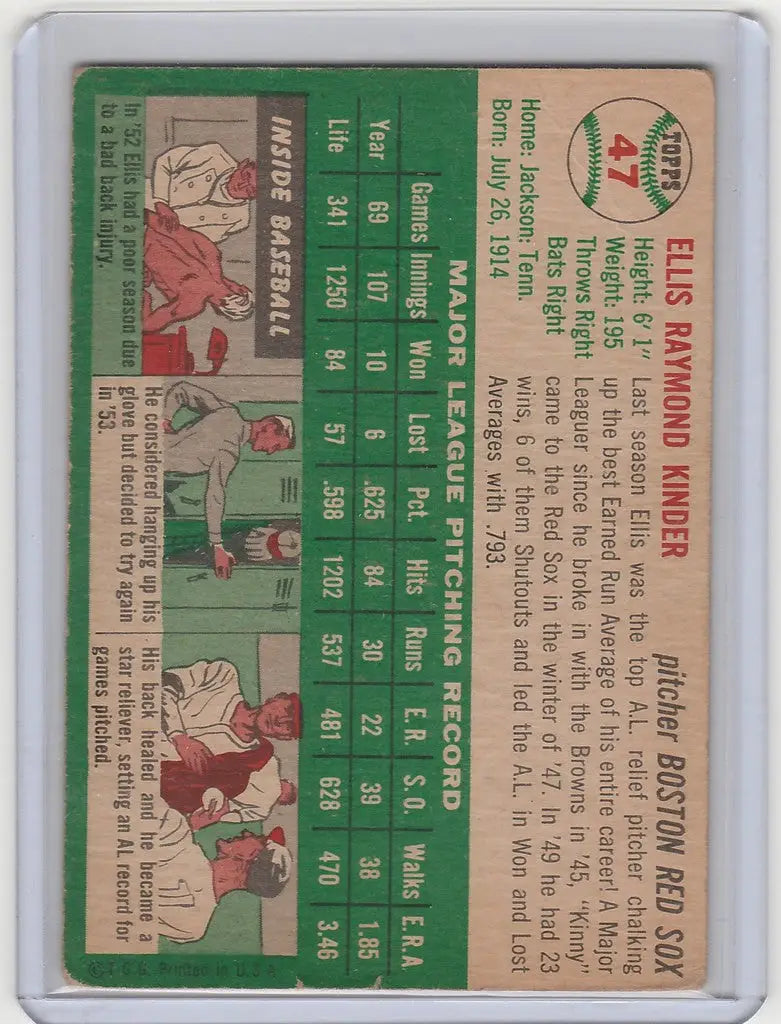 TOPPS
47
ELLIS RAYMOND KINDER
pitcher BOSTON RED SOX
Height: 6' 1"
Weight: 195
Throws Right
Bats Right
Home: Jackson: Tenn.
Born: July 26, 1914
Last season Ellis was the top A.L. relief pitcher chalking
up the best Earned Run Average of his entire career! A Major
Leaguer since he broke in with the Browns in '45, "Kinny"
came to the Red Sox in the winter of '47. In '49 he had 23
wins, 6 of them Shutouts and led the A.L. in Won and Lost
Averages with .793.
MAJOR LEAGUE PITCHING RECORD
Games Innings Won Lost Pct. Hits Runs E.R. S.O. Walks E.R.A
Year 69 107 10 6 .625 84 30 22 39 38 1.85
Life 341 1250 84 57 .598 1202 537 481 628 470 3.46
INSIDE BASEBALL
In '52 Ellis had a poor season due
to a bad back injury.
He considered hanging up his
glove but decided to try again
in '53.
His back healed and he became a
star reliever, setting an AL record for
games pitched.
©T.C.G. Printed in U.S.A